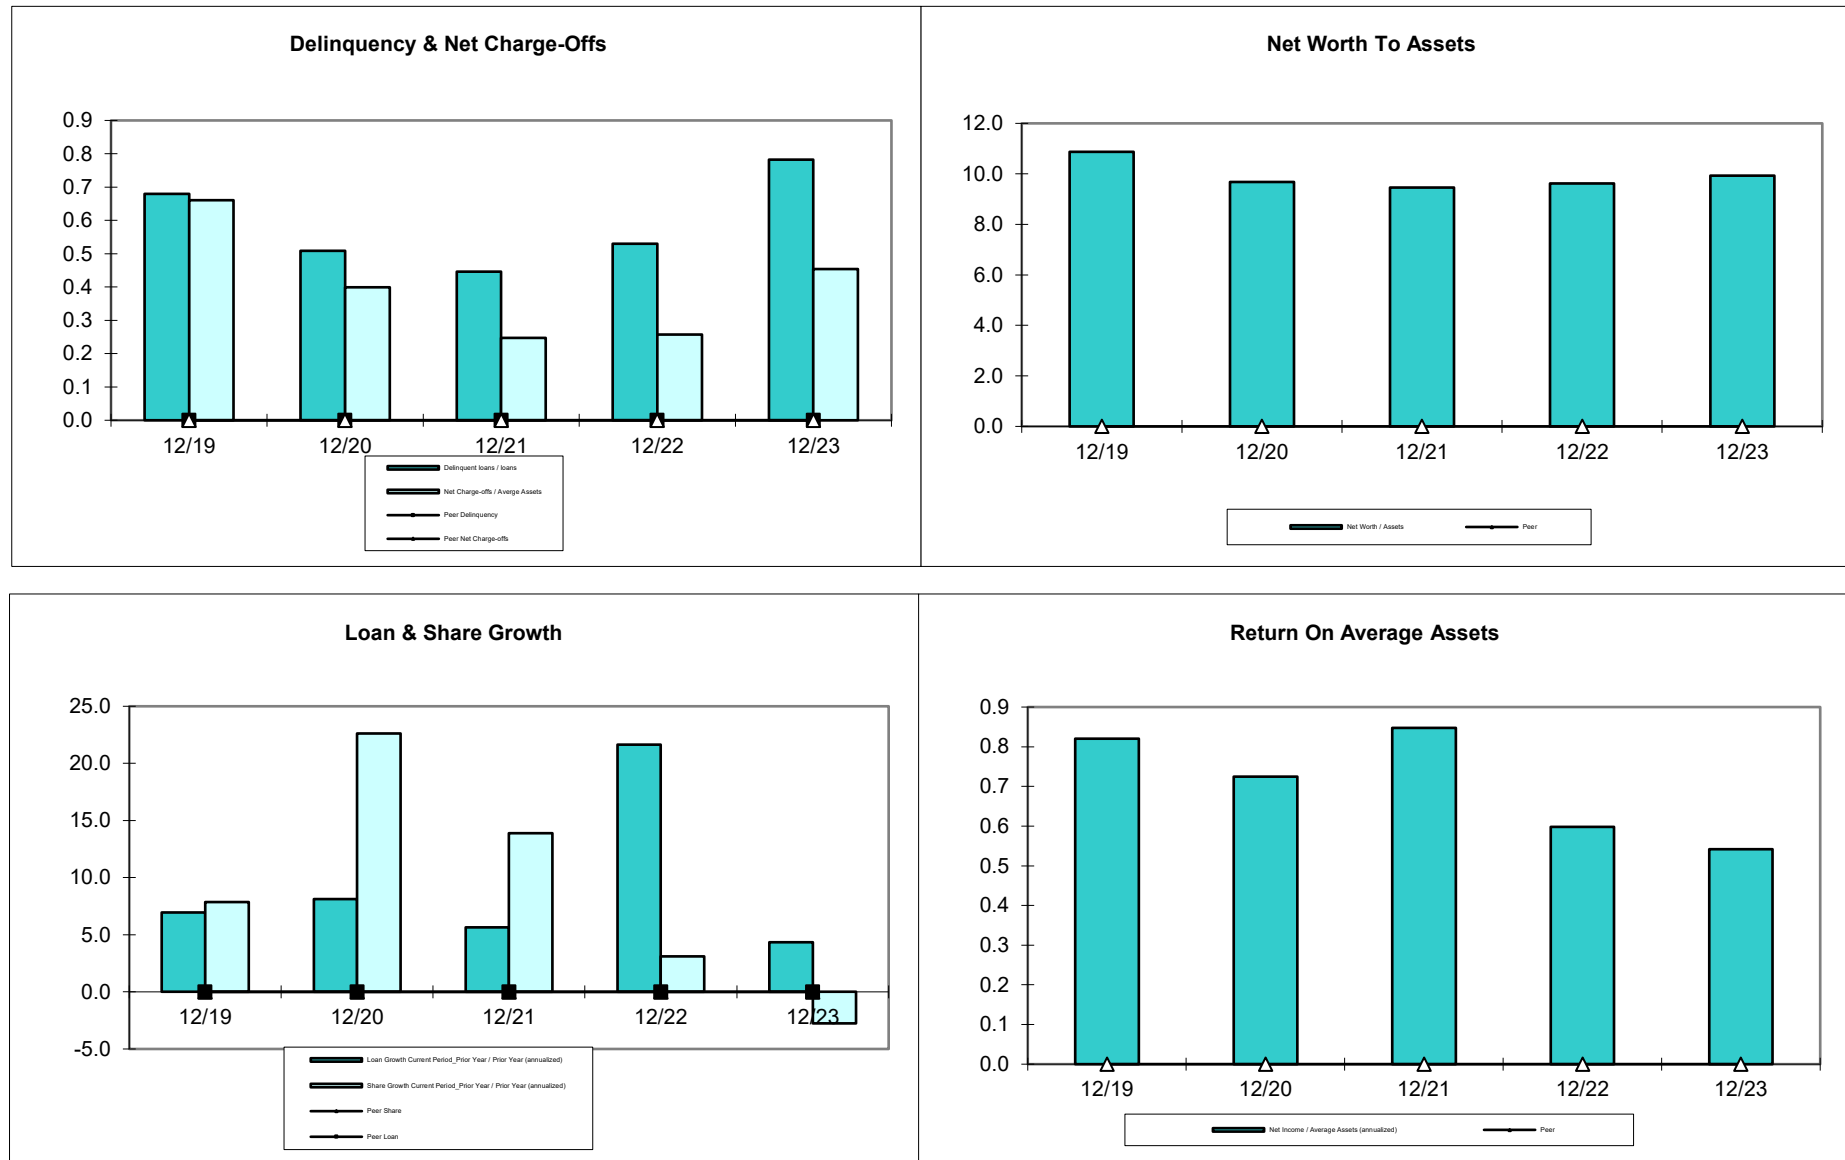 Delinquency & Net Charge-Offs
0.9
0.8
0.7
0.6
0.5
0.4
0.3
0.2
0.1
0.0
12/19 12/20 12/21 12/22 12/23
Delinquent loans / loans
Net Charge-offs / Averge Assets
Peer Delinquency
Peer Net Charge-offs
Net Worth To Assets
12.0
10.0
8.0
6.0
4.0
2.0
0.0
12/19 12/20 12/21 12/22 12/23
Net Worth / Assets Peer
Loan & Share Growth
25.0
20.0
15.0
10.0
5.0
0.0
12/19 12/20 12/21 12/22 12/23
-5.0
Loan Growth Current Period_Prior Year / Prior Year (annualized)
Share Growth Current Period_Prior Year / Prior Year (annualized)
Peer Share
Peer Loan
Return On Average Assets
0.9
0.8
0.7
0.6
0.5
0.4
0.3
0.2
0.1
0.0
12/19 12/20 12/21 12/22 12/23
Net Income / Average Assets (annualized) Peer